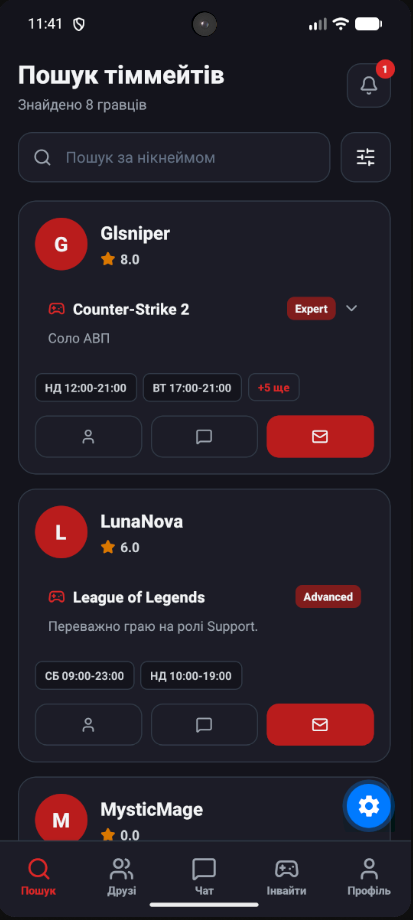 11:41
Пошук тіммейтів
1
Знайдено 8 гравців
Пошук за нікнеймом
G
Glsniper
8.0
Counter-Strike 2
Expert
Соло АВП
НД 12:00-21:00
ВТ 17:00-21:00
+5 ще
L
LunaNova
6.0
League of Legends
Advanced
Переважно граю на ролі Support.
СБ 09:00-23:00
НД 10:00-19:00
M
MysticMage
0.0
Пошук
Друзі
Чат
Інвайти
Профіль